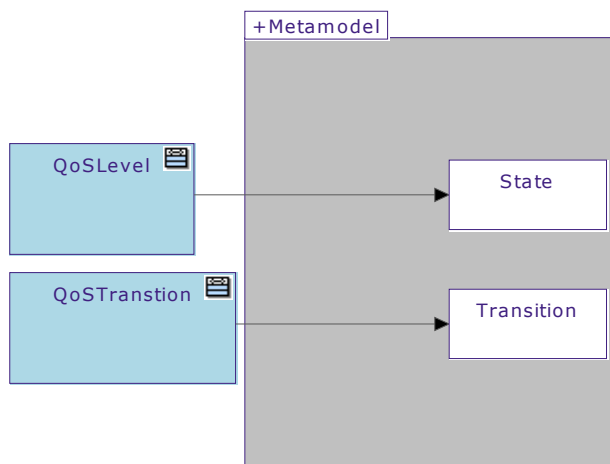 +Metamodel
QoSLevel
State
QoSTranstion
Transition